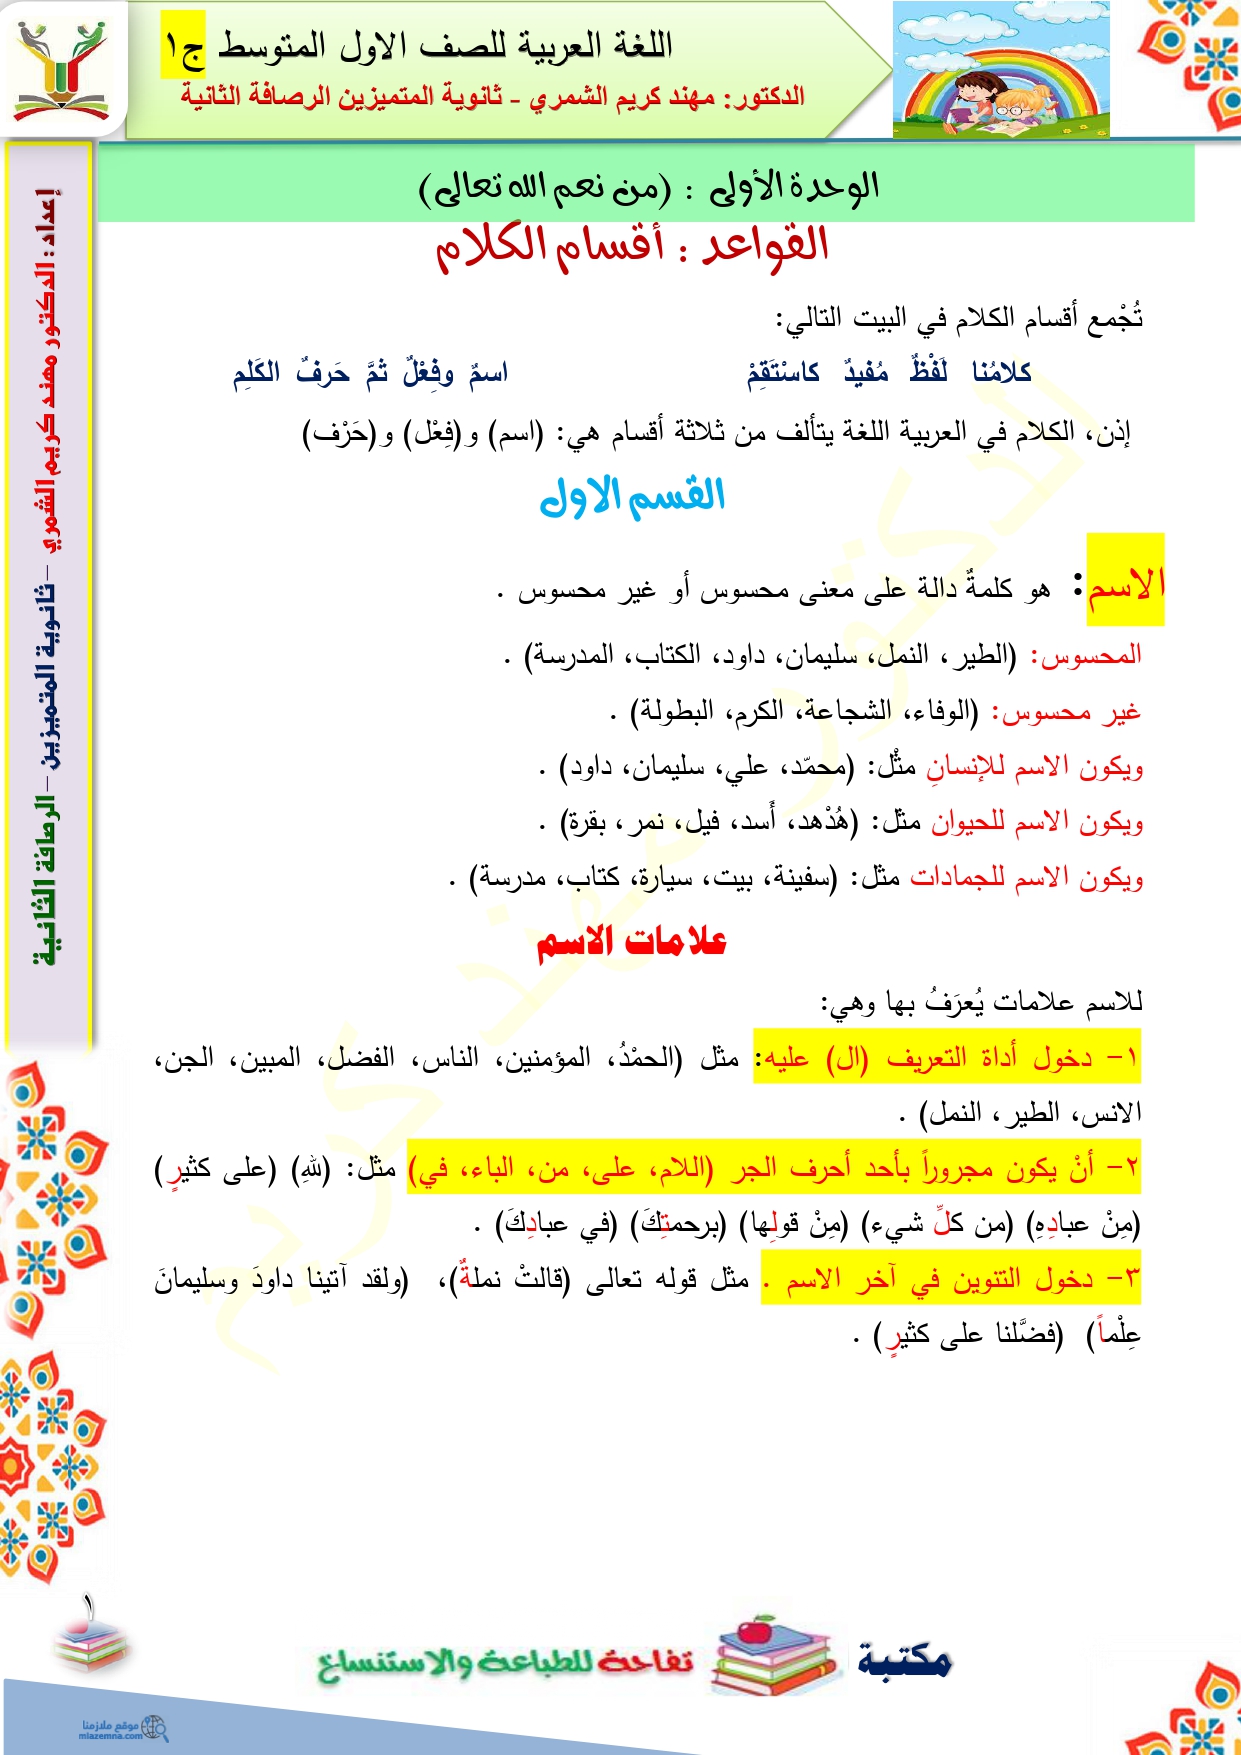 اللغة العربية للصف الاول المتوسط ج١
الدكتور: مهند كريم الشمري - ثانوية المتميزين الرصافة الثانية
الوحدة الأولى : (من نعم الله تعالى)
القواعد : أقسام الكلام
تُجْمع أقسام الكلام في البيت التالي:
كلامُنا لَفْظٌ مُفيدٌ كاسْتَقِمْ اسمٌ وفِعْلٌ ثمَّ حَرفٌ الكَلِم
إذن، الكلام في العربية اللغة يتألف من ثلاثة أقسام هي: (اسم) و(فِعْل) و(حَرْف)
القسم الاول
الاسم: هو كلمةٌ دالة على معنى محسوس أو غير محسوس .
المحسوس: (الطير، النمل، سليمان، داود، الكتاب، المدرسة) .
غير محسوس: (الوفاء، الشجاعة، الكرم، البطولة) .
ويكون الاسم للإنسانِ مثْل: (محمّد، علي، سليمان، داود) .
ويكون الاسم للحيوان مثل: (هُدْهد، أَسد، فيل، نمر، بقرة) .
ويكون الاسم للجمادات مثل: (سفينة، بيت، سيارة، كتاب، مدرسة) .
علامات الاسم
للاسم علامات يُعرَفُ بها وهي:
١- دخول أداة التعريف (ال) عليه: مثل (الحمْدُ، المؤمنين، الناس، الفضل، المبين، الجن،
الانس، الطير، النمل) .
٢- أنْ يكون مجروراً بأحد أحرف الجر (اللام، على، من، الباء، في) مثل: (للهِ) (على كثيرٍ)
(مِنْ عبادِهِ) (من كلِّ شيء) (مِنْ قولِها) (برحمتِكَ) (في عبادِكَ) .
٣- دخول التنوين في آخر الاسم . مثل قوله تعالى (قالتْ نملةٌ)، (ولقد آتينا داودَ وسليمانَ
عِلْماً) (فضَّلنا على كثيرٍ) .
إعداد: الدكتور مهند كريم الشمري – ثانوية المتميزين – الرصافة الثانية
الدكتور مهند كريم
١
مكتبة تفاحة للطباعة والاستنساخ
موقع ملازمنا
mlazemna.com